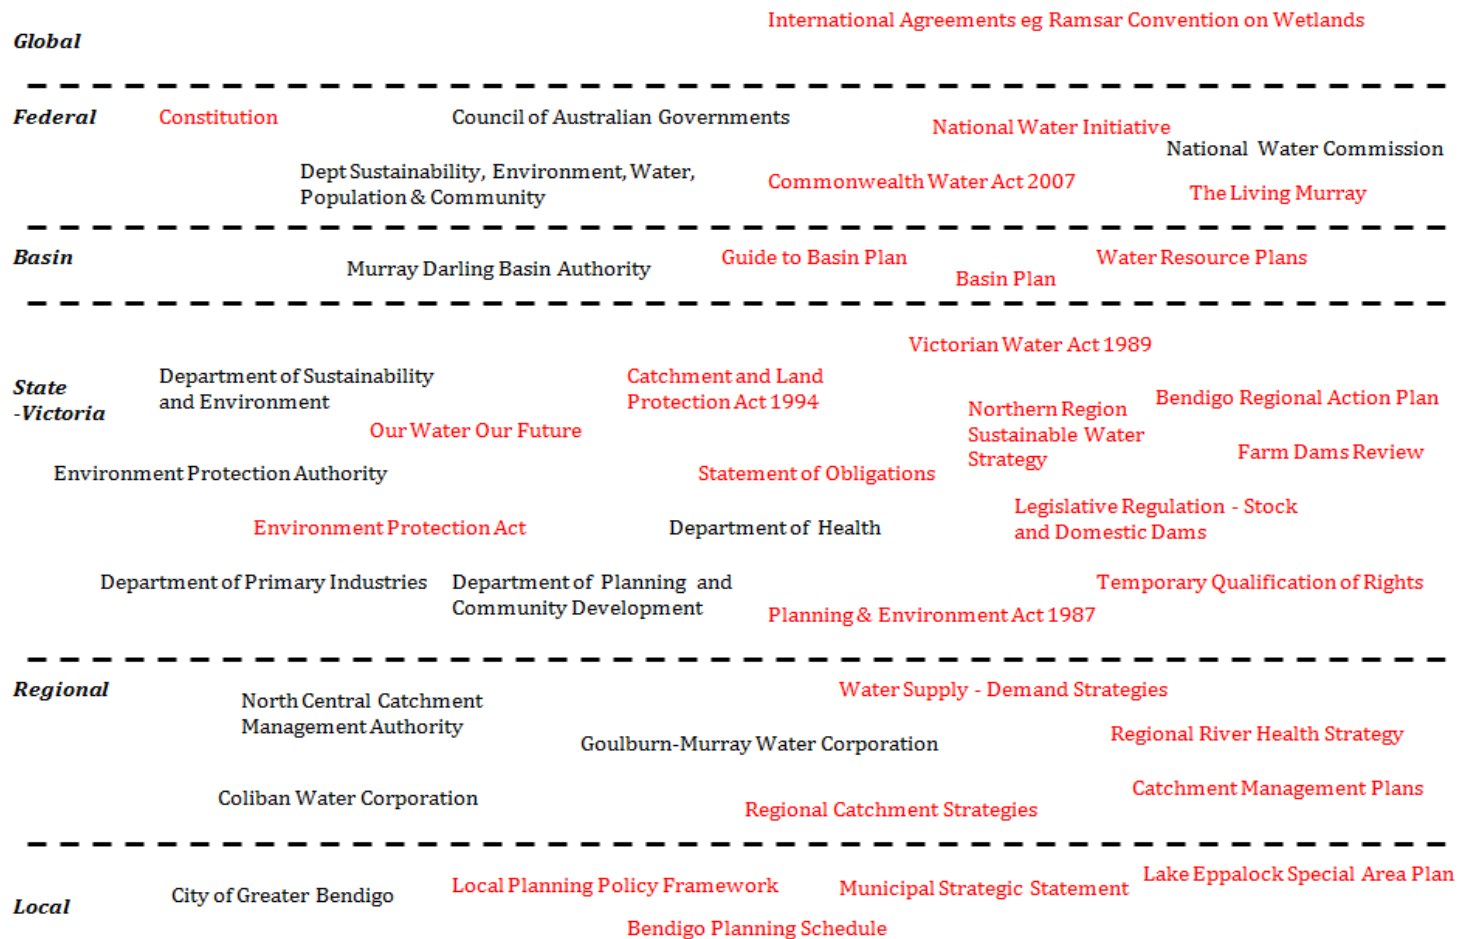 International Agreements eg Ramsar Convention on Wetlands
Global
Federal
Constitution
Council of Australian Governments
National Water Initiative
National Water Commission
Dept Sustainability, Environment, Water,
Population & Community
Commonwealth Water Act 2007
The Living Murray
Basin
Murray Darling Basin Authority
Guide to Basin Plan
Basin Plan
Water Resource Plans
Victorian Water Act 1989
State
-Victoria
Department of Sustainability
and Environment
Catchment and Land
Protection Act 1994
Our Water Our Future
Northern Region
Sustainable Water
Strategy
Bendigo Regional Action Plan
Farm Dams Review
Environment Protection Authority
Statement of Obligations
Environment Protection Act
Department of Health
Legislative Regulation - Stock
and Domestic Dams
Department of Primary Industries
Department of Planning and
Community Development
Planning & Environment Act 1987
Temporary Qualification of Rights
Regional
North Central Catchment
Management Authority
Water Supply - Demand Strategies
Goulburn-Murray Water Corporation
Regional River Health Strategy
Coliban Water Corporation
Regional Catchment Strategies
Catchment Management Plans
Local
City of Greater Bendigo
Local Planning Policy Framework
Municipal Strategic Statement
Lake Eppalock Special Area Plan
Bendigo Planning Schedule